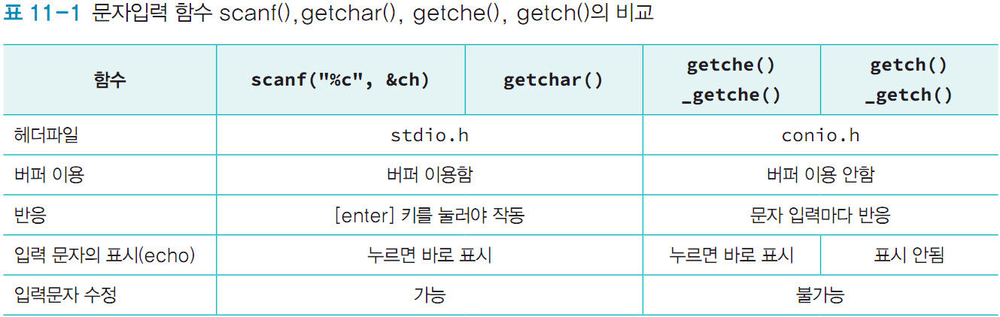 표 11-1 문자입력 함수 scanf(),getchar(), getche(), getch()의 비교
함수 scanf("%c", &ch) getchar() getche() _getche() getch() _getch()
헤더파일 stdio.h conio.h
버퍼 이용 버퍼 이용함 버퍼 이용 안함
반응 [enter] 키를 눌러야 작동 문자 입력마다 반응
입력 문자의 표시(echo) 누르면 바로 표시 누르면 바로 표시 표시 안됨
입력문자 수정 가능 불가능